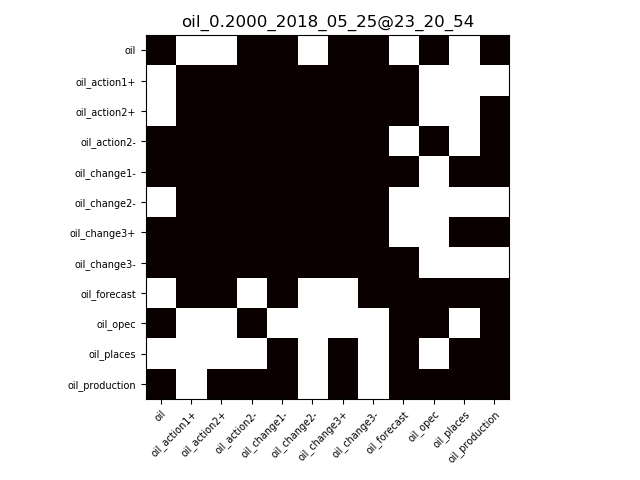 oil_0.2000_2018_05_25@23_20_54
oil
oil_action1+
oil_action2+
oil_action2-
oil_change1-
oil_change2-
oil_change3+
oil_change3-
oil_forecast
oil_opec
oil_places
oil_production
oil
oil_action1+
oil_action2+
oil_action2-
oil_change1-
oil_change2-
oil_change3+
oil_change3-
oil_forecast
oil_opec
oil_places
oil_production